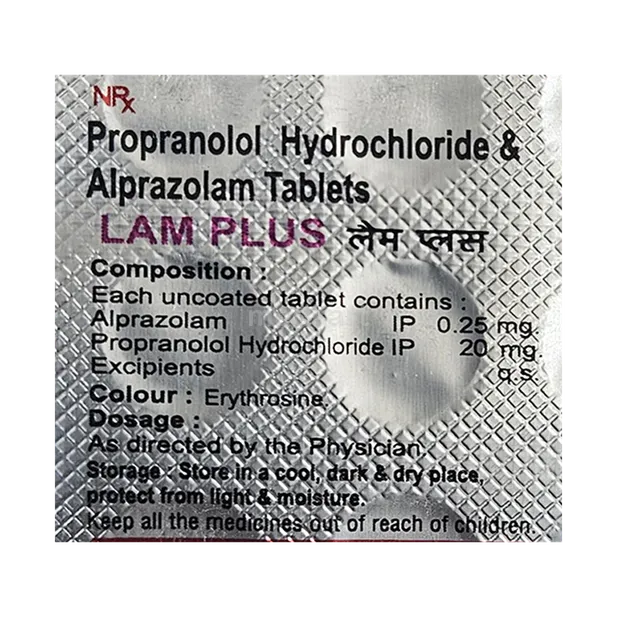 NRx
Propranolol Hydrochloride &
Alprazolam Tablets
LAM PLUS लैम प्लस
Composition :
Each uncoated tablet contains :
Alprazolam IP 0.25 mg.
Propranolol Hydrochloride IP 20 mg.
Excipients q.s.
Colour : Erythrosine
Dosage :
As directed by the Physician.
Storage : Store in a cool, dark & dry place,
protect from light & moisture.
Keep all the medicines out of reach of children.